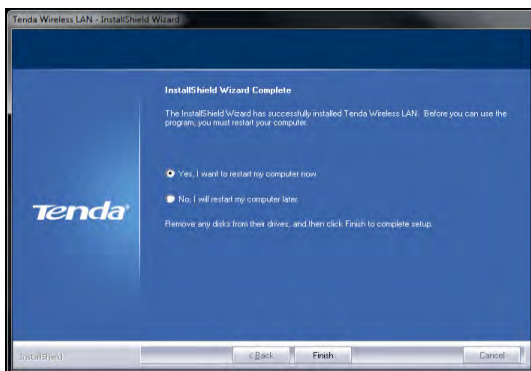 Tenda Wireless LAN - InstallShield Wizard
InstallShield Wizard Complete
The InstallShield Wizard has successfully installed Tenda Wireless LAN. Before you can use the
program, you must restart your computer.
Yes, I want to restart my computer now.
No, I will restart my computer later.
Tenda
Remove any disks from their drives, and then click Finish to complete setup.
InstallShield
< Back
Finish
Cancel